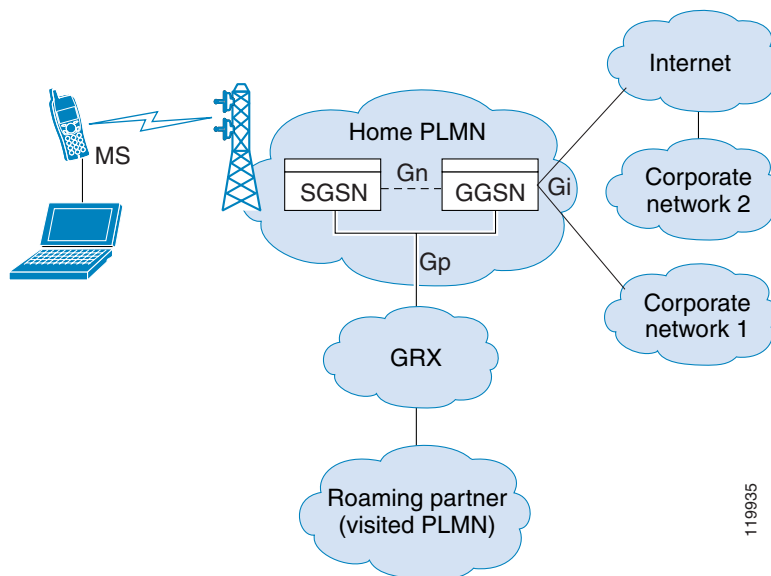 Internet
Home PLMN
MS
SGSN
Gn
GGSN
Gi
Corporate
network 2
Gp
Corporate
network 1
GRX
Roaming partner
(visited PLMN)
119935